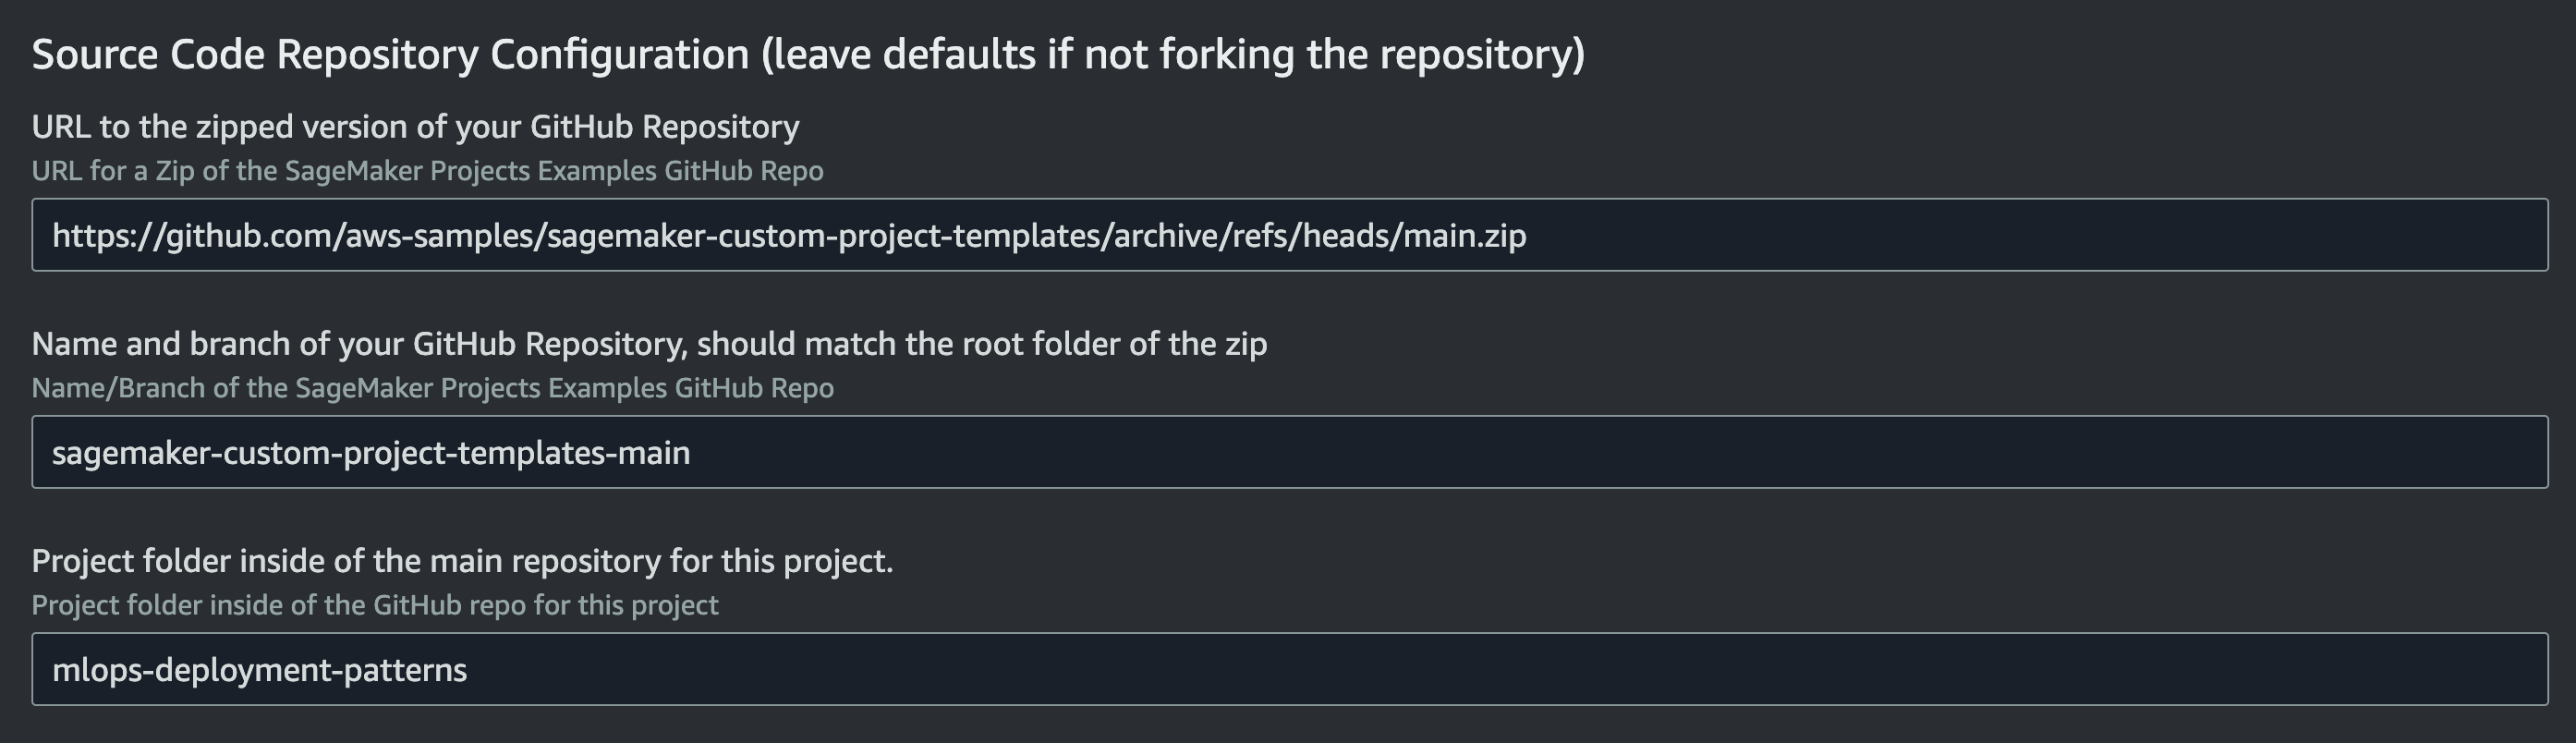 Source Code Repository Configuration (leave defaults if not forking the repository)
URL to the zipped version of your GitHub Repository
URL for a Zip of the SageMaker Projects Examples GitHub Repo
https://github.com/aws-samples/sagemaker-custom-project-templates/archive/refs/heads/main.zip
Name and branch of your GitHub Repository, should match the root folder of the zip
Name/Branch of the SageMaker Projects Examples GitHub Repo
sagemaker-custom-project-templates-main
Project folder inside of the main repository for this project.
Project folder inside of the GitHub repo for this project
mlops-deployment-patterns